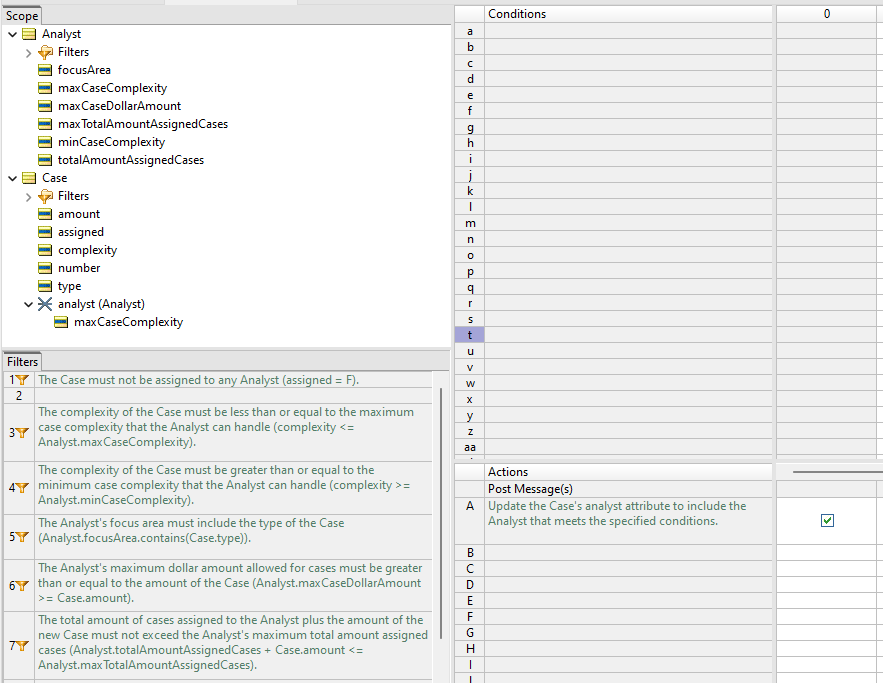 Scope
Analyst
Filters
focusArea
maxCaseComplexity
maxCaseDollarAmount
maxTotalAmountAssignedCases
minCaseComplexity
totalAmountAssignedCases
Case
Filters
amount
assigned
complexity
number
type
analyst (Analyst)
maxCaseComplexity
Filters
1 The Case must not be assigned to any Analyst (assigned = F).
2
3 The complexity of the Case must be less than or equal to the maximum
case complexity that the Analyst can handle (complexity <=
Analyst.maxCaseComplexity).
4 The complexity of the Case must be greater than or equal to the
minimum case complexity that the Analyst can handle (complexity >=
Analyst.minCaseComplexity).
5 The Analyst's focus area must include the type of the Case
(Analyst.focusArea.contains(Case.type)).
6 The Analyst's maximum dollar amount allowed for cases must be greater
than or equal to the amount of the Case (Analyst.maxCaseDollarAmount
>= Case.amount).
7 The total amount of cases assigned to the Analyst plus the amount of the
new Case must not exceed the Analyst's maximum total amount assigned
cases (Analyst.totalAmountAssignedCases + Case.amount <=
Analyst.maxTotalAmountAssignedCases).
Conditions 0
a
b
c
d
e
f
g
h
i
j
k
l
m
n
o
p
q
r
s
t
u
v
w
x
y
z
aa
Actions
Post Message(s)
A Update the Case's analyst attribute to include the
Analyst that meets the specified conditions.
B
C
D
E
F
G
H
I